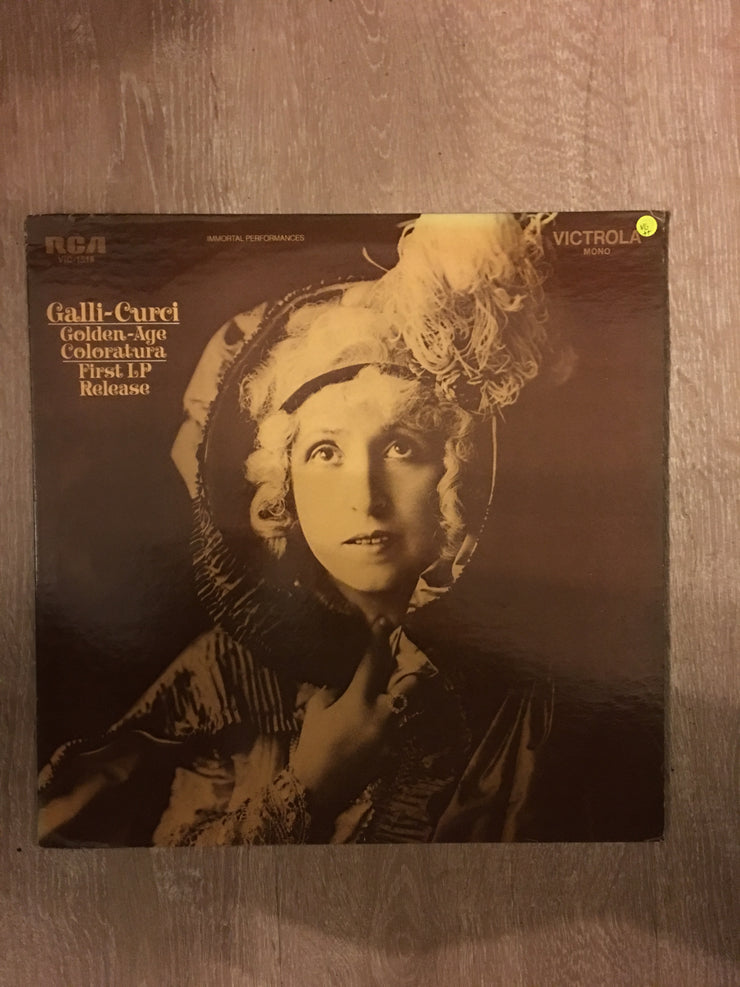 RCA
VIC-1518
IMMORTAL PERFORMANCES
VICTROLA
MONO
Galli-Curci
Golden-Age
Coloratura
First LP
Release